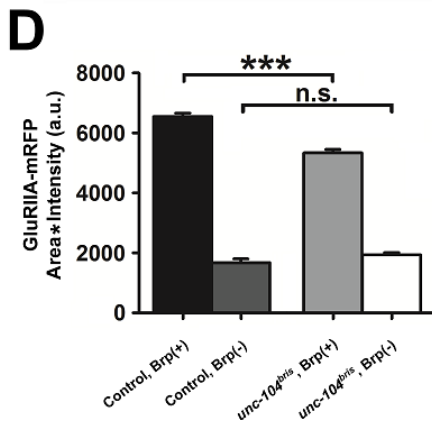 D
8000
6000
4000
2000
0
GluRIIA-mRFP
Area*Intensity (a.u.)
***
n.s.
Control, Brp(+)
Control, Brp(-)
unc-104bris, Brp(+)
unc-104bris, Brp(-)